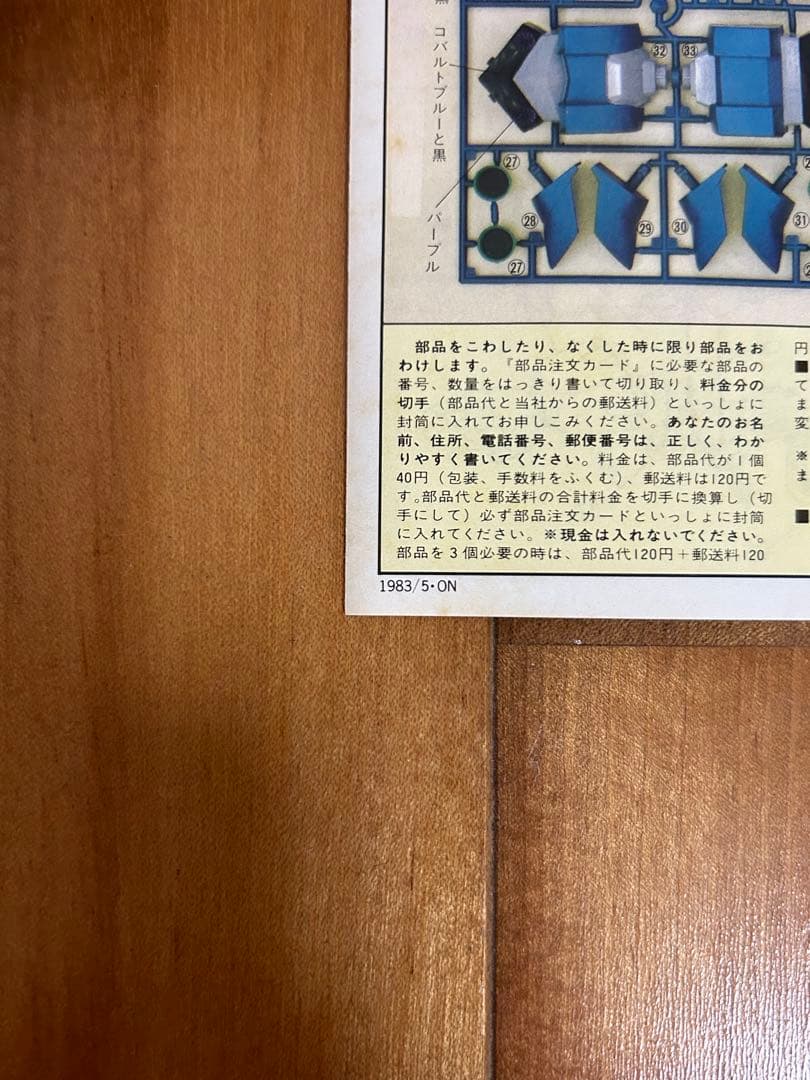 コバルトブルーと黒
パープル
32
33
27
28
29
30
31
27
部品をこわしたり、なくした時に限り部品をお
わけします。『部品注文カード』に必要な部品の
番号、数量をはっきり書いて切り取り、料金分の
切手（部品代と当社からの郵送料）といっしょに
封筒に入れてお申しこみください。あなたのお名
前、住所、電話番号、郵便番号は、正しく、わか
りやすく書いてください。料金は、部品代が1個
40円（包装、手数料をふくむ）、郵送料は120円で
す。部品代と郵送料の合計料金を切手に換算し（切
手にして）必ず部品注文カードといっしょに封筒
に入れてください。※現金は入れないでください。
部品を3個必要の時は、部品代120円＋郵送料120
円
■
て
ま
変
※
ま
■
1983/5・ON